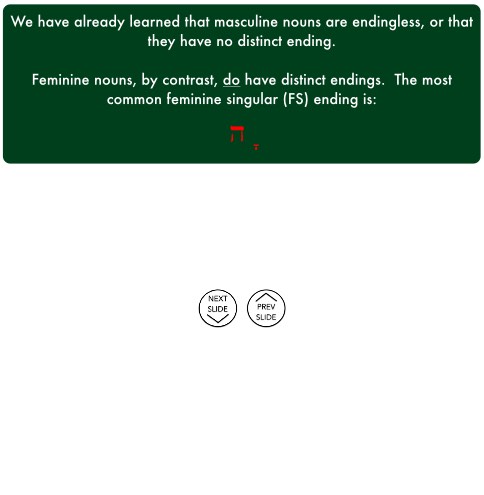 We have already learned that masculine nouns are endingless, or that
they have no distinct ending.
Feminine nouns, by contrast, do have distinct endings. The most
common feminine singular (FS) ending is:
ָה
NEXT
SLIDE
PREV
SLIDE